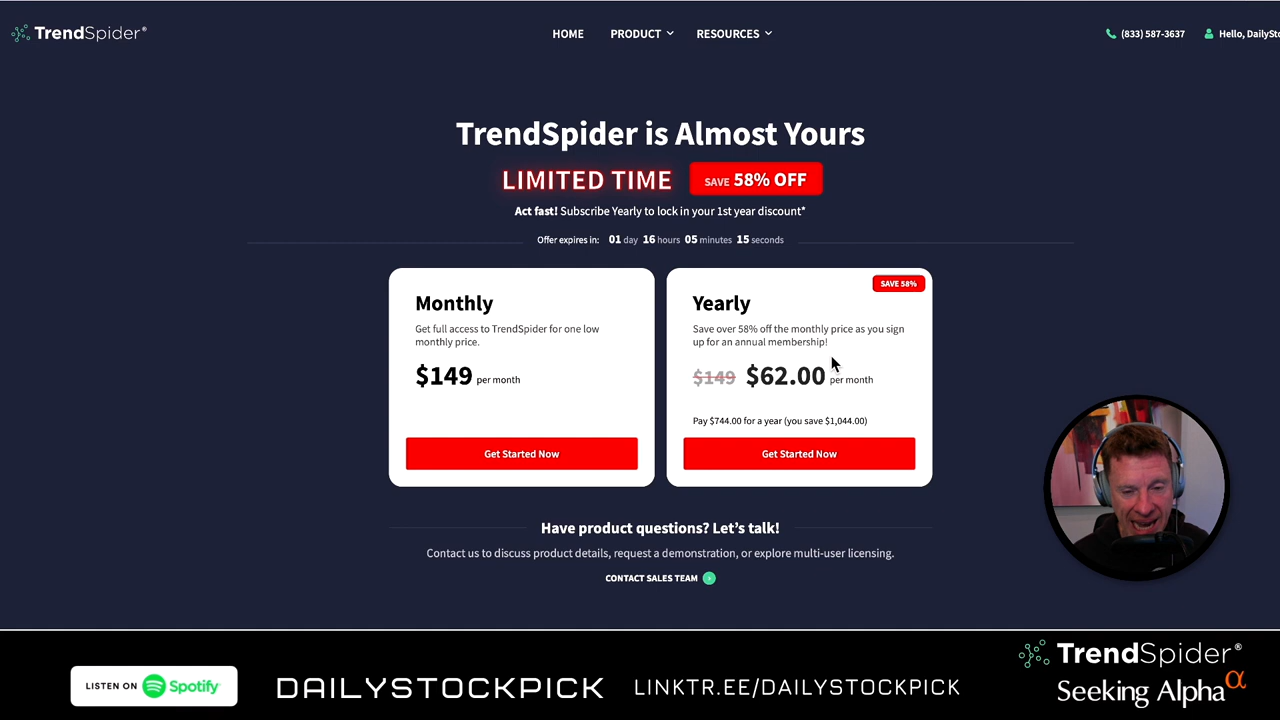 TrendSpider®
HOME
PRODUCT
RESOURCES
(833) 587-3637
Hello, DailySto
TrendSpider is Almost Yours
LIMITED TIME
SAVE 58% OFF
Act fast! Subscribe Yearly to lock in your 1st year discount*
Offer expires in: 01 day 16 hours 05 minutes 15 seconds
Monthly
Get full access to TrendSpider for one low
monthly price.
$149 per month
Get Started Now
SAVE 58%
Yearly
Save over 58% off the monthly price as you sign
up for an annual membership!
$149 $62.00 per month
Pay $744.00 for a year (you save $1,044.00)
Get Started Now
Have product questions? Let's talk!
Contact us to discuss product details, request a demonstration, or explore multi-user licensing.
CONTACT SALES TEAM
LISTEN ON Spotify
DAILYSTOCKPICK
LINKTR.EE/DAILYSTOCKPICK
TrendSpider®
Seeking Alpha α